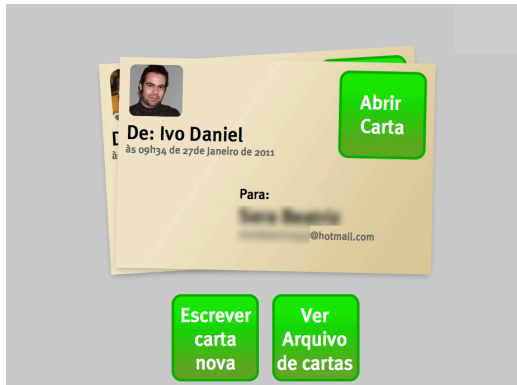 Abrir
Carta
De: Ivo Daniel
às 09h34 de 27de Janeiro de 2011
Para:
@hotmail.com
Escrever
carta
nova
Ver
Arquivo
de cartas